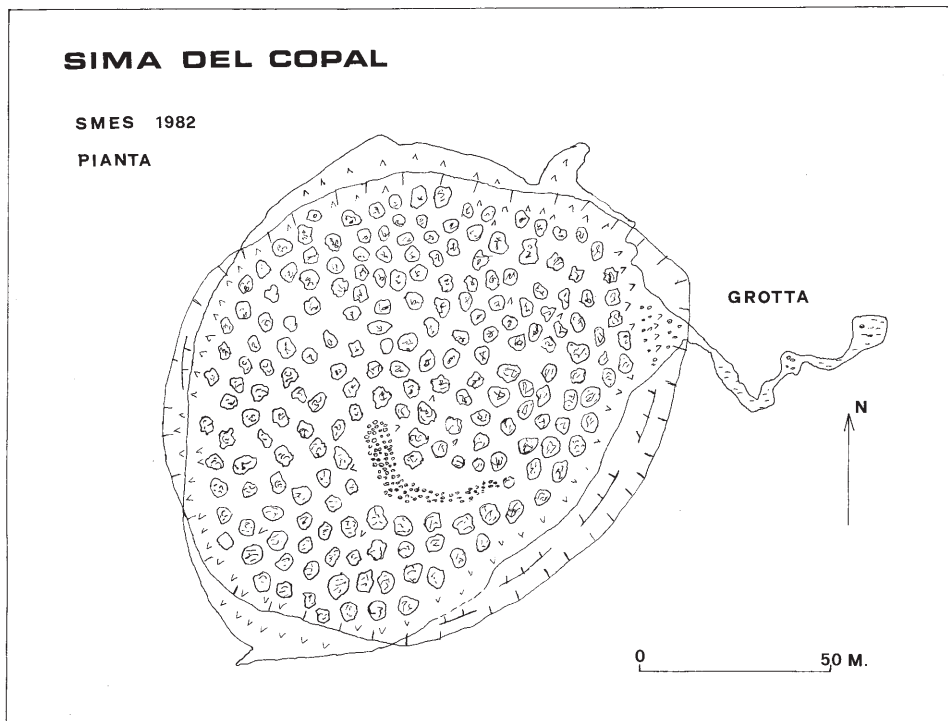 SIMA DEL COPAL
SMES 1982
PIANTA
GROTTA
N
0 50 M.